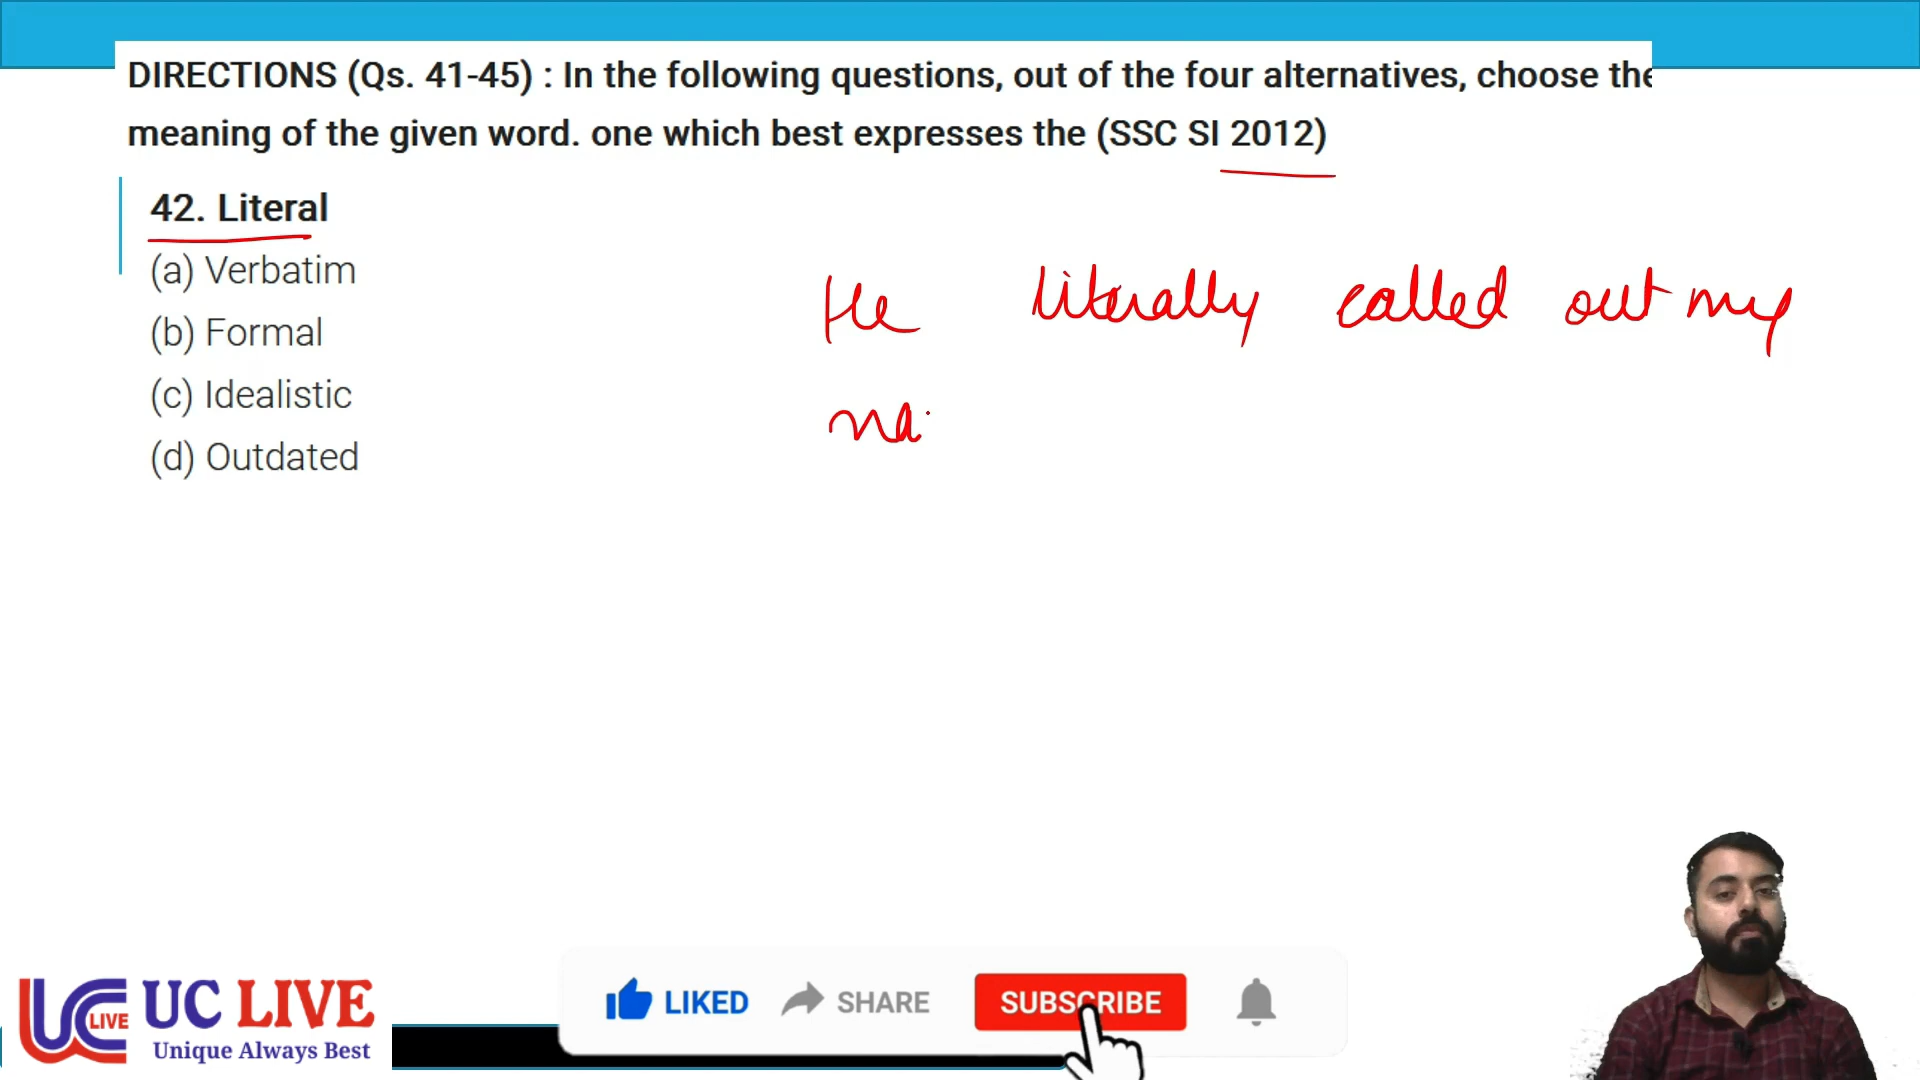 DIRECTIONS (Qs. 41-45) : In the following questions, out of the four alternatives, choose the
meaning of the given word. one which best expresses the (SSC SI 2012)
42. Literal
(a) Verbatim
(b) Formal
(c) Idealistic
(d) Outdated
He literally called out my
na
LIVE UC LIVE
Unique Always Best
LIKED SHARE SUBSCRIBE